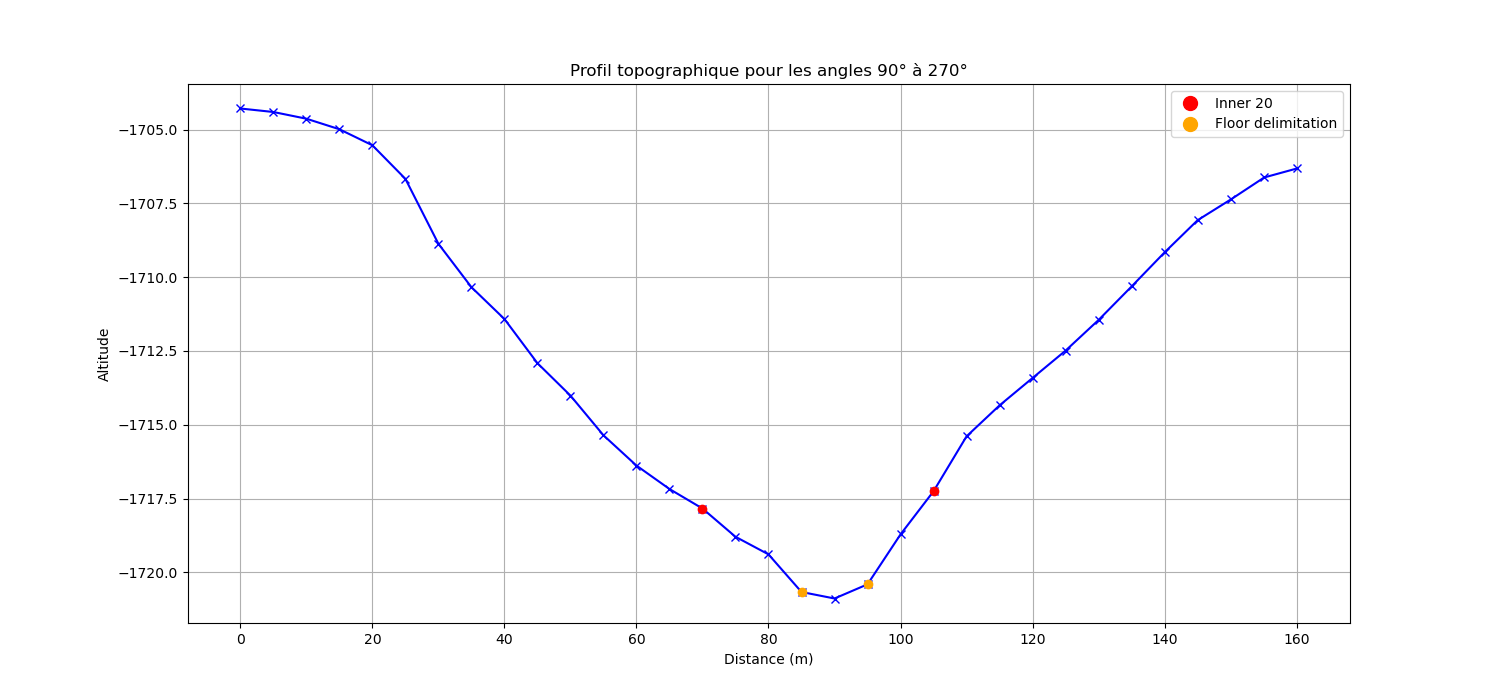 Profil topographique pour les angles 90° à 270°
Inner 20
Floor delimitation
−1705.0
−1707.5
−1710.0
−1712.5
−1715.0
−1717.5
−1720.0
Altitude
0 20 40 60 80 100 120 140 160
Distance (m)